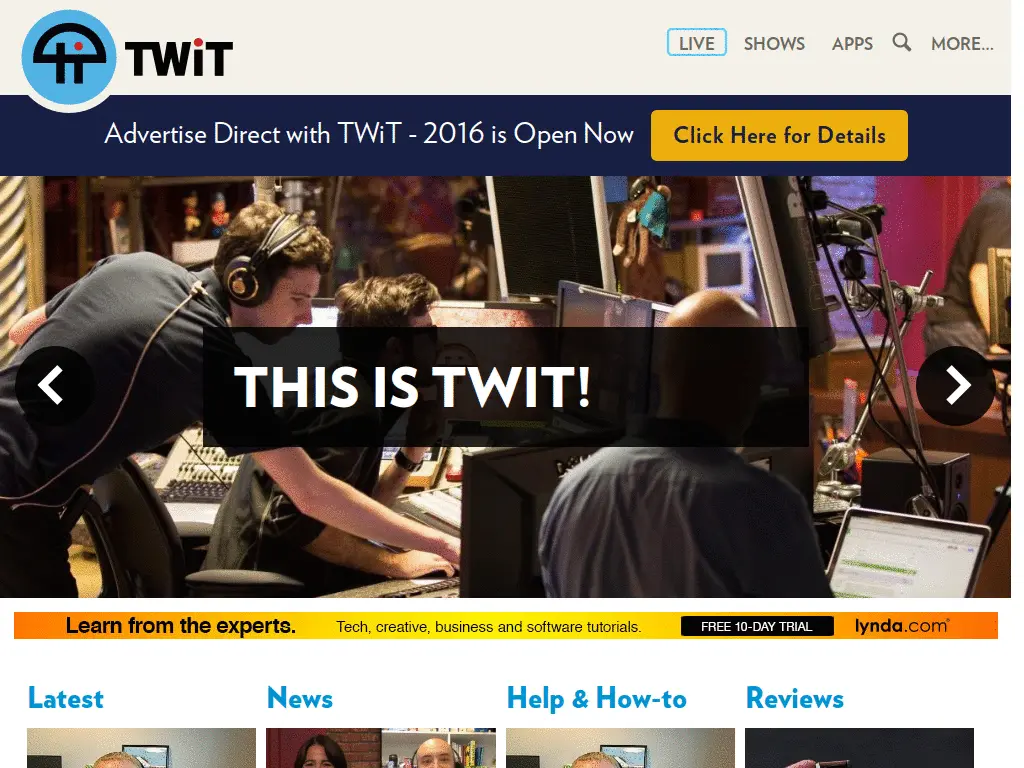 TWiT
LIVE SHOWS APPS MORE...
Advertise Direct with TWiT - 2016 is Open Now Click Here for Details
THIS IS TWIT!
Learn from the experts. Tech, creative, business and software tutorials. FREE 10-DAY TRIAL lynda.com
Latest News Help & How-to Reviews